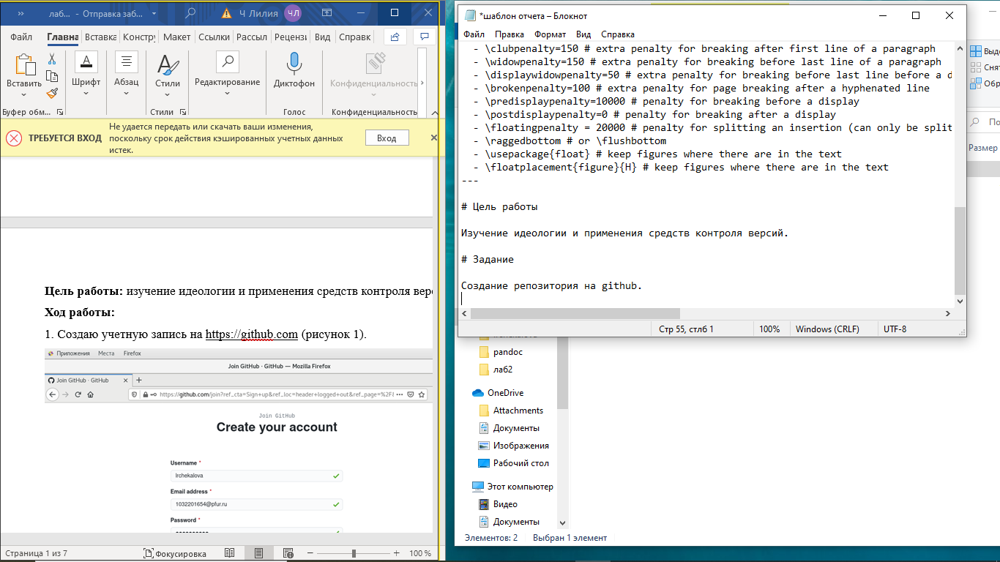 лаб... - Отправка заб...
Ч Лилия
ЧЛ
Файл Главна Вставка Констру Макет Ссылки Рассыл Реценз Вид Справк
Вставить
Шрифт
Абзац
Стили
Редактирование
Диктофон
Конфиденциальность
Буфер обм...
Стили
Голос
Конфиденциальность
ТРЕБУЕТСЯ ВХОД
Не удается передать или скачать ваши изменения,
поскольку срок действия кэшированных учетных данных
истек.
Вход
Цель работы: изучение идеологии и применения средств контроля верс
Ход работы:
1. Создаю учетную запись на https://github.com (рисунок 1).
Приложения Места Firefox
Join GitHub · GitHub — Mozilla Firefox
Join GitHub · GitHub
https://github.com/join?ref_cta=Sign+up&ref_loc=header+logged+out&ref_page=%2F&
Join GitHub
Create your account
Username *
lrchekalova
Email address *
1032201654@pfur.ru
Password *
Страница 1 из 7
Фокусировка
100 %
*шаблон отчета – Блокнот
Файл Правка Формат Вид Справка
- \clubpenalty=150 # extra penalty for breaking after first line of a paragraph
- \widowpenalty=150 # extra penalty for breaking before last line of a paragraph
- \displaywidowpenalty=50 # extra penalty for breaking before last line before a d
- \brokenpenalty=100 # extra penalty for page breaking after a hyphenated line
- \predisplaypenalty=10000 # penalty for breaking before a display
- \postdisplaypenalty=0 # penalty for breaking after a display
- \floatingpenalty = 20000 # penalty for splitting an insertion (can only be split
- \raggedbottom # or \flushbottom
- \usepackage{float} # keep figures where there are in the text
- \floatplacement{figure}{H} # keep figures where there are in the text
---
# Цель работы
Изучение идеологии и применения средств контроля версий.
# Задание
Создание репозитория на github.
Стр 55, стлб 1
100%
Windows (CRLF)
UTF-8
Выде
Снят
Обр
По
Размер
pandoc
лаб2
OneDrive
Attachments
Документы
Изображения
Рабочий стол
Этот компьютер
Видео
Документы
Элементов: 2
Выбран 1 элемент